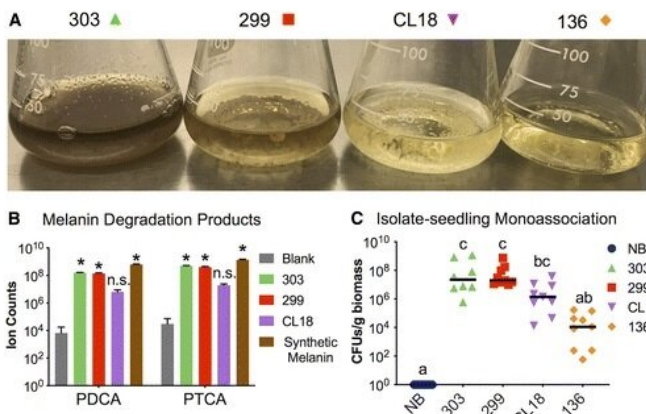 A 303 299 CL18 136
100
75
50
100
100
75
50
100
75
50
B Melanin Degradation Products
Ion Counts
10^10
10^8
10^6
10^4
10^2
10^0
* * n.s. * * * n.s. *
PDCA PTCA
Blank
303
299
CL18
Synthetic
Melanin
C Isolate-seedling Monoassociation
CFUs/g biomass
10^10
10^8
10^6
10^4
10^2
10^0
a c c bc ab
NB 303 299 CL18 136
NB
303
299
CL
136